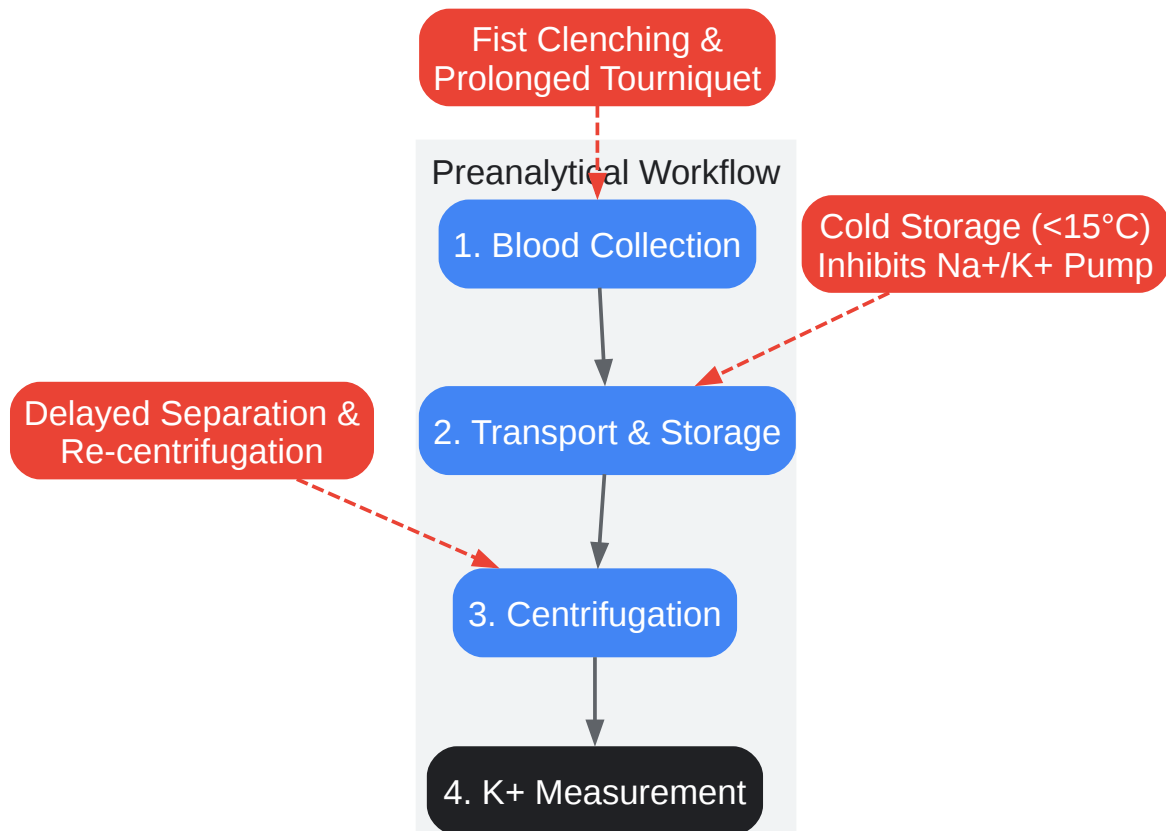 Fist Clenching &
Prolonged Tourniquet
Preanalytical Workflow
1. Blood Collection
Cold Storage (<15°C)
Inhibits Na+/K+ Pump
Delayed Separation &
Re-centrifugation
2. Transport & Storage
3. Centrifugation
4. K+ Measurement